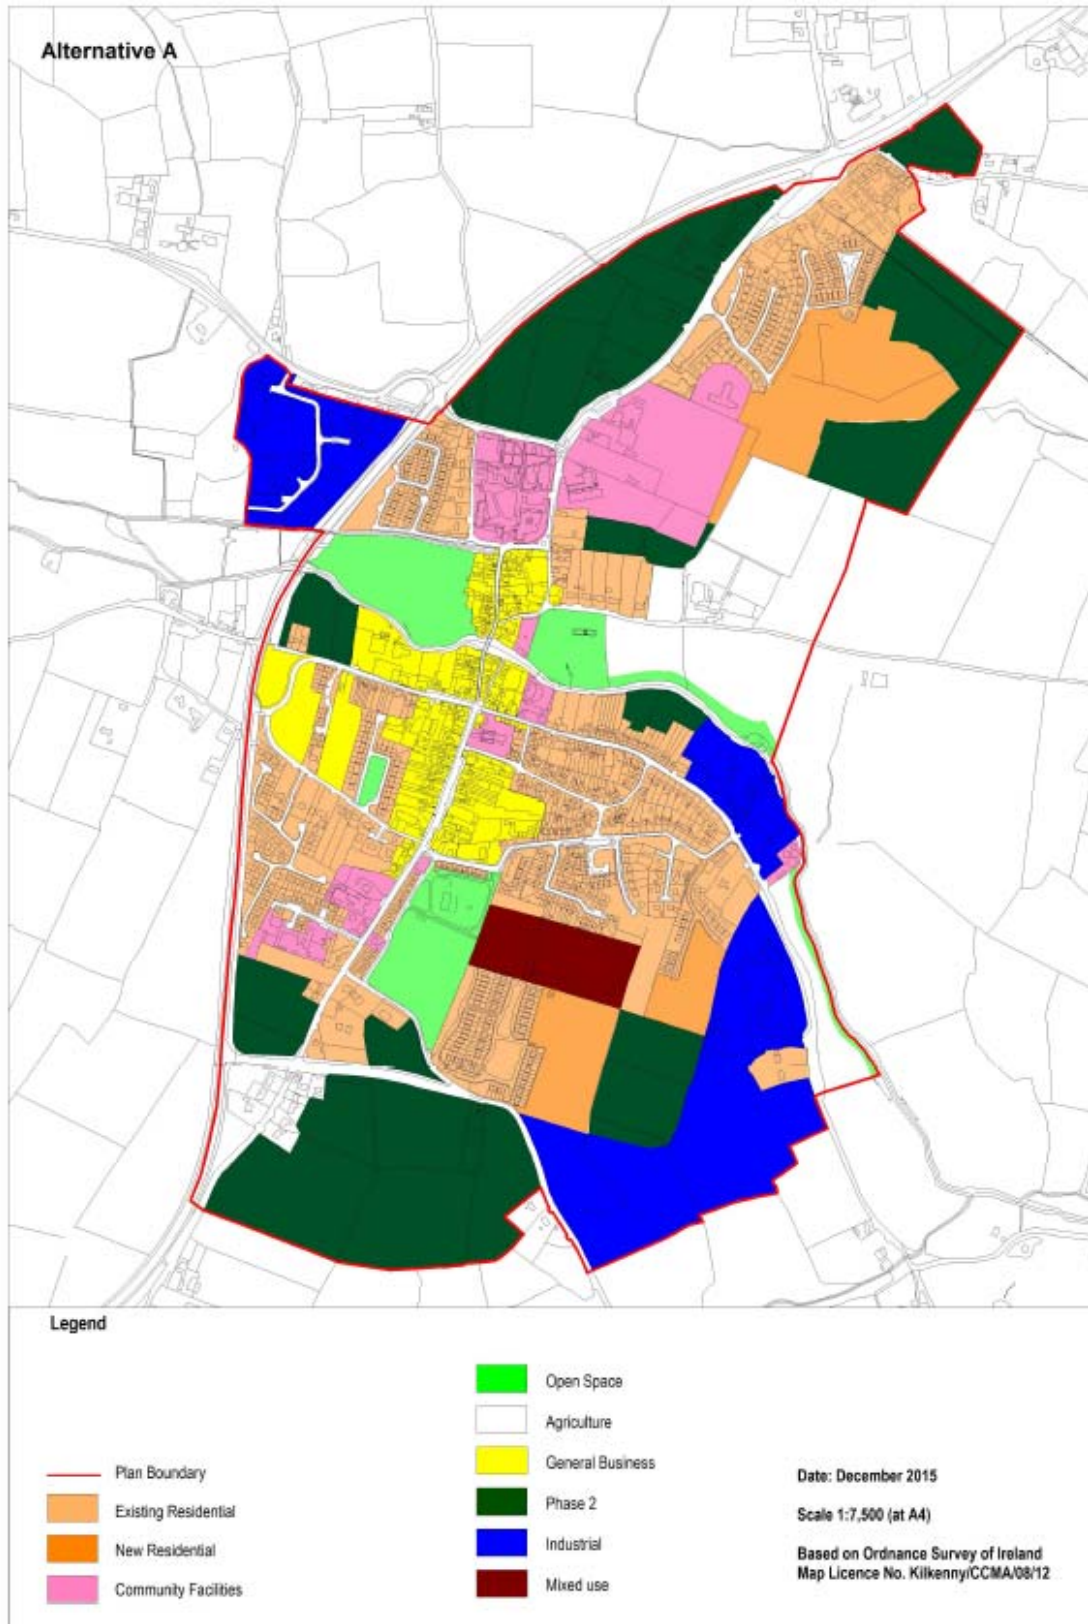 Alternative A
Legend
Plan Boundary
Existing Residential
New Residential
Community Facilities
Open Space
Agriculture
General Business
Phase 2
Industrial
Mixed use
Date: December 2015
Scale 1:7,500 (at A4)
Based on Ordnance Survey of Ireland
Map Licence No. Kilkenny/CCMA/08/12